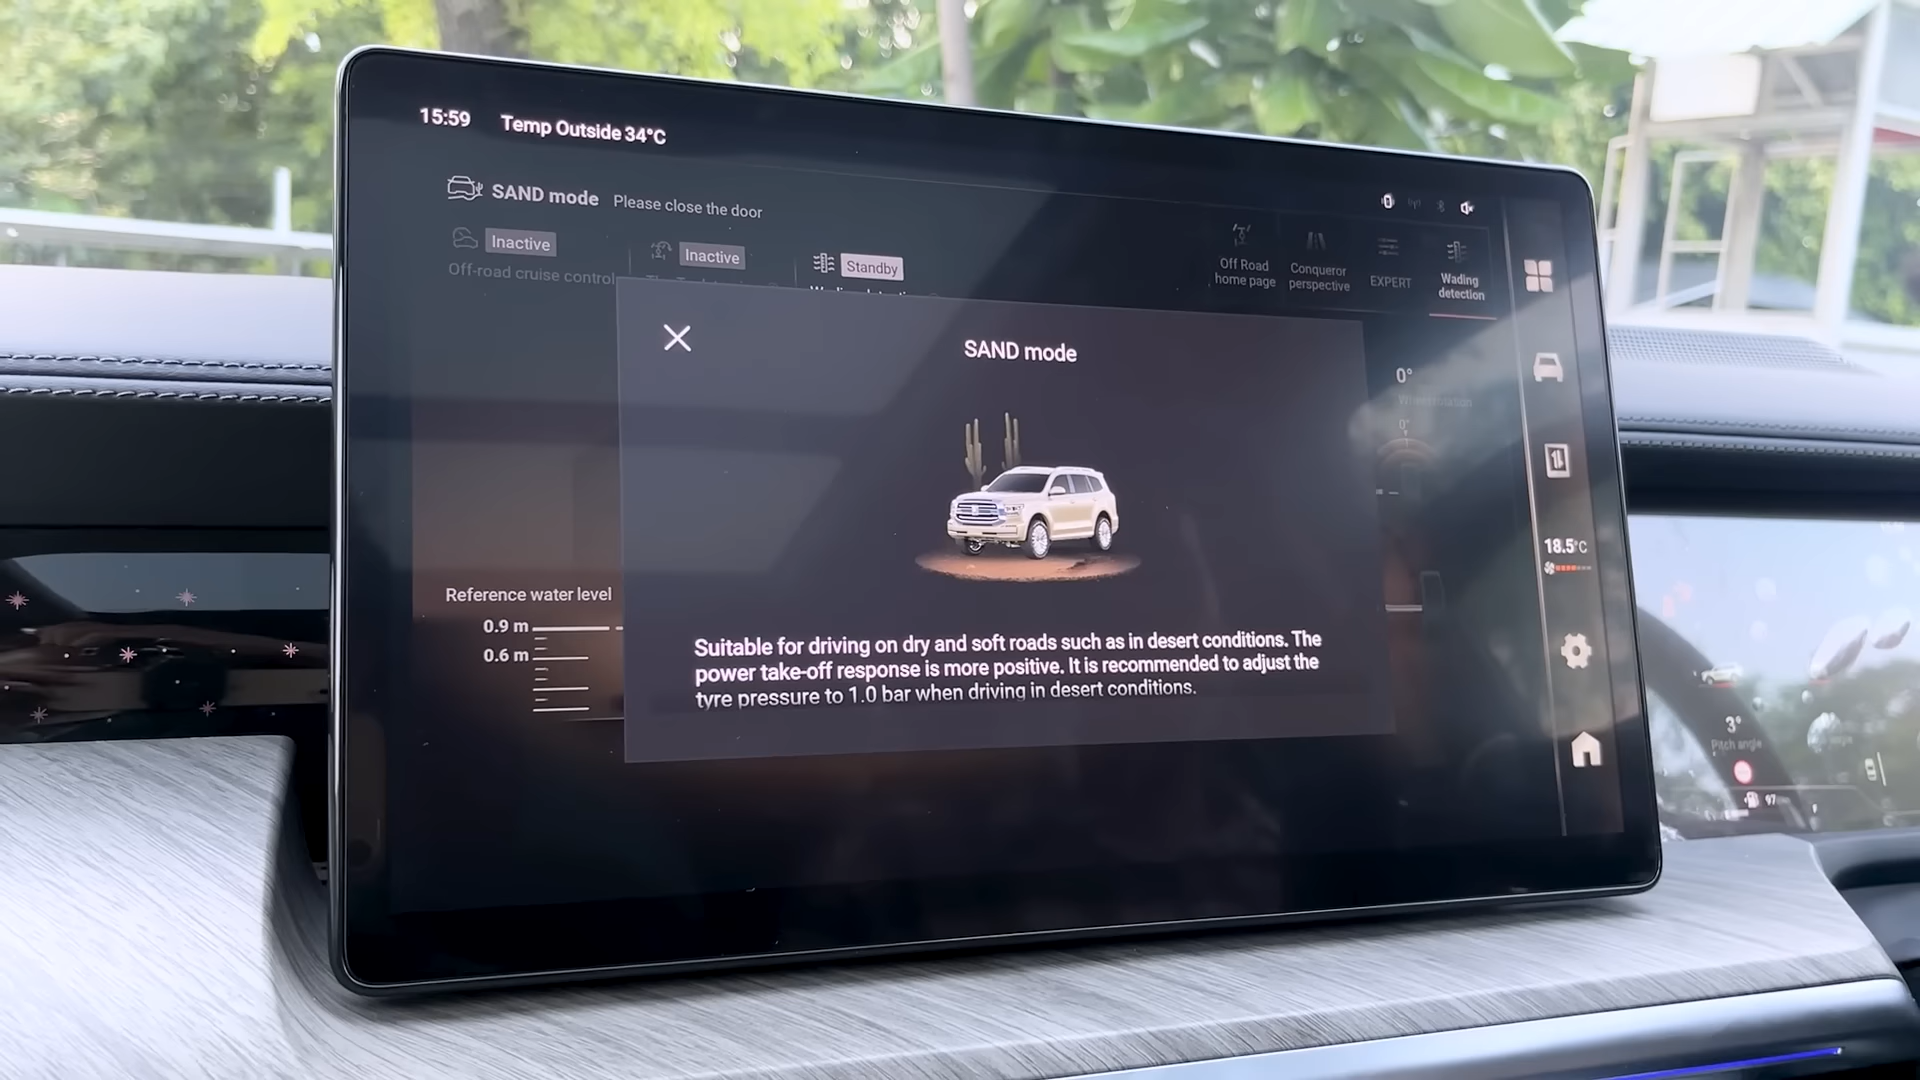 15:59 Temp Outside 34°C
SAND mode Please close the door
Inactive
Off-road cruise control
Inactive
Standby
Off Road
home page
Conqueror
perspective
EXPERT
Wading
detection
SAND mode
0°
Wheel rotation
0°
18.5°C
Reference water level
0.9 m
0.6 m
Suitable for driving on dry and soft roads such as in desert conditions. The
power take-off response is more positive. It is recommended to adjust the
tyre pressure to 1.0 bar when driving in desert conditions.
3°
Pitch angle
97